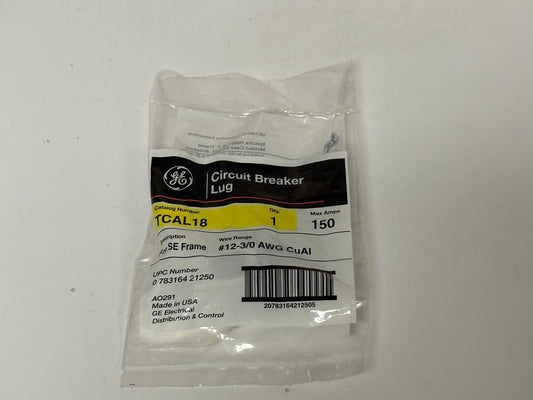 GE
Circuit Breaker
Lug
Catalog Number
TCAL18
Qty.
1
Max Amps
150
For SE Frame
Wire Range
#12-3/0 AWG CuAl
UPC Number
0 783164 21250
AO291
Made in USA
GE Electrical
Distribution & Control
20783164212505